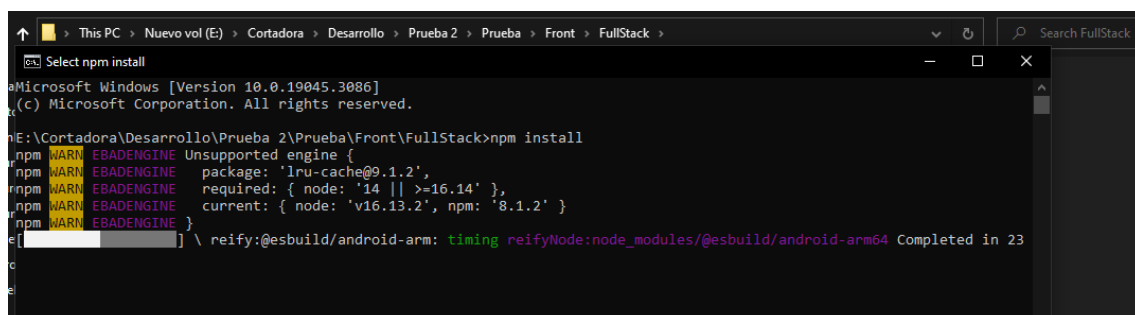 This PC > Nuevo vol (E:) > Cortadora > Desarrollo > Prueba 2 > Prueba > Front > FullStack >
Search FullStack
Select npm install
Microsoft Windows [Version 10.0.19045.3086]
(c) Microsoft Corporation. All rights reserved.
E:\Cortadora\Desarrollo\Prueba 2\Prueba\Front\FullStack>npm install
npm WARN EBADENGINE Unsupported engine {
npm WARN EBADENGINE   package: 'lru-cache@9.1.2',
npm WARN EBADENGINE   required: { node: '14 || >=16.14' },
npm WARN EBADENGINE   current: { node: 'v16.13.2', npm: '8.1.2' }
npm WARN EBADENGINE }
[ ] \ reify:@esbuild/android-arm: timing reifyNode:node_modules/@esbuild/android-arm64 Completed in 23